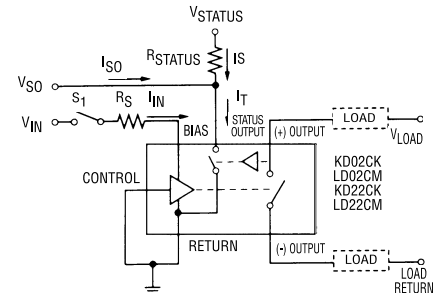 VSTATUS
RSTATUS
IS
ISO
VSO
IT
S1
RS
IIN
VIN
BIAS
STATUS OUTPUT
(+) OUTPUT
LOAD
VLOAD
CONTROL
KD02CK
LD02CM
KD22CK
LD22CM
RETURN
(-) OUTPUT
LOAD
LOAD RETURN